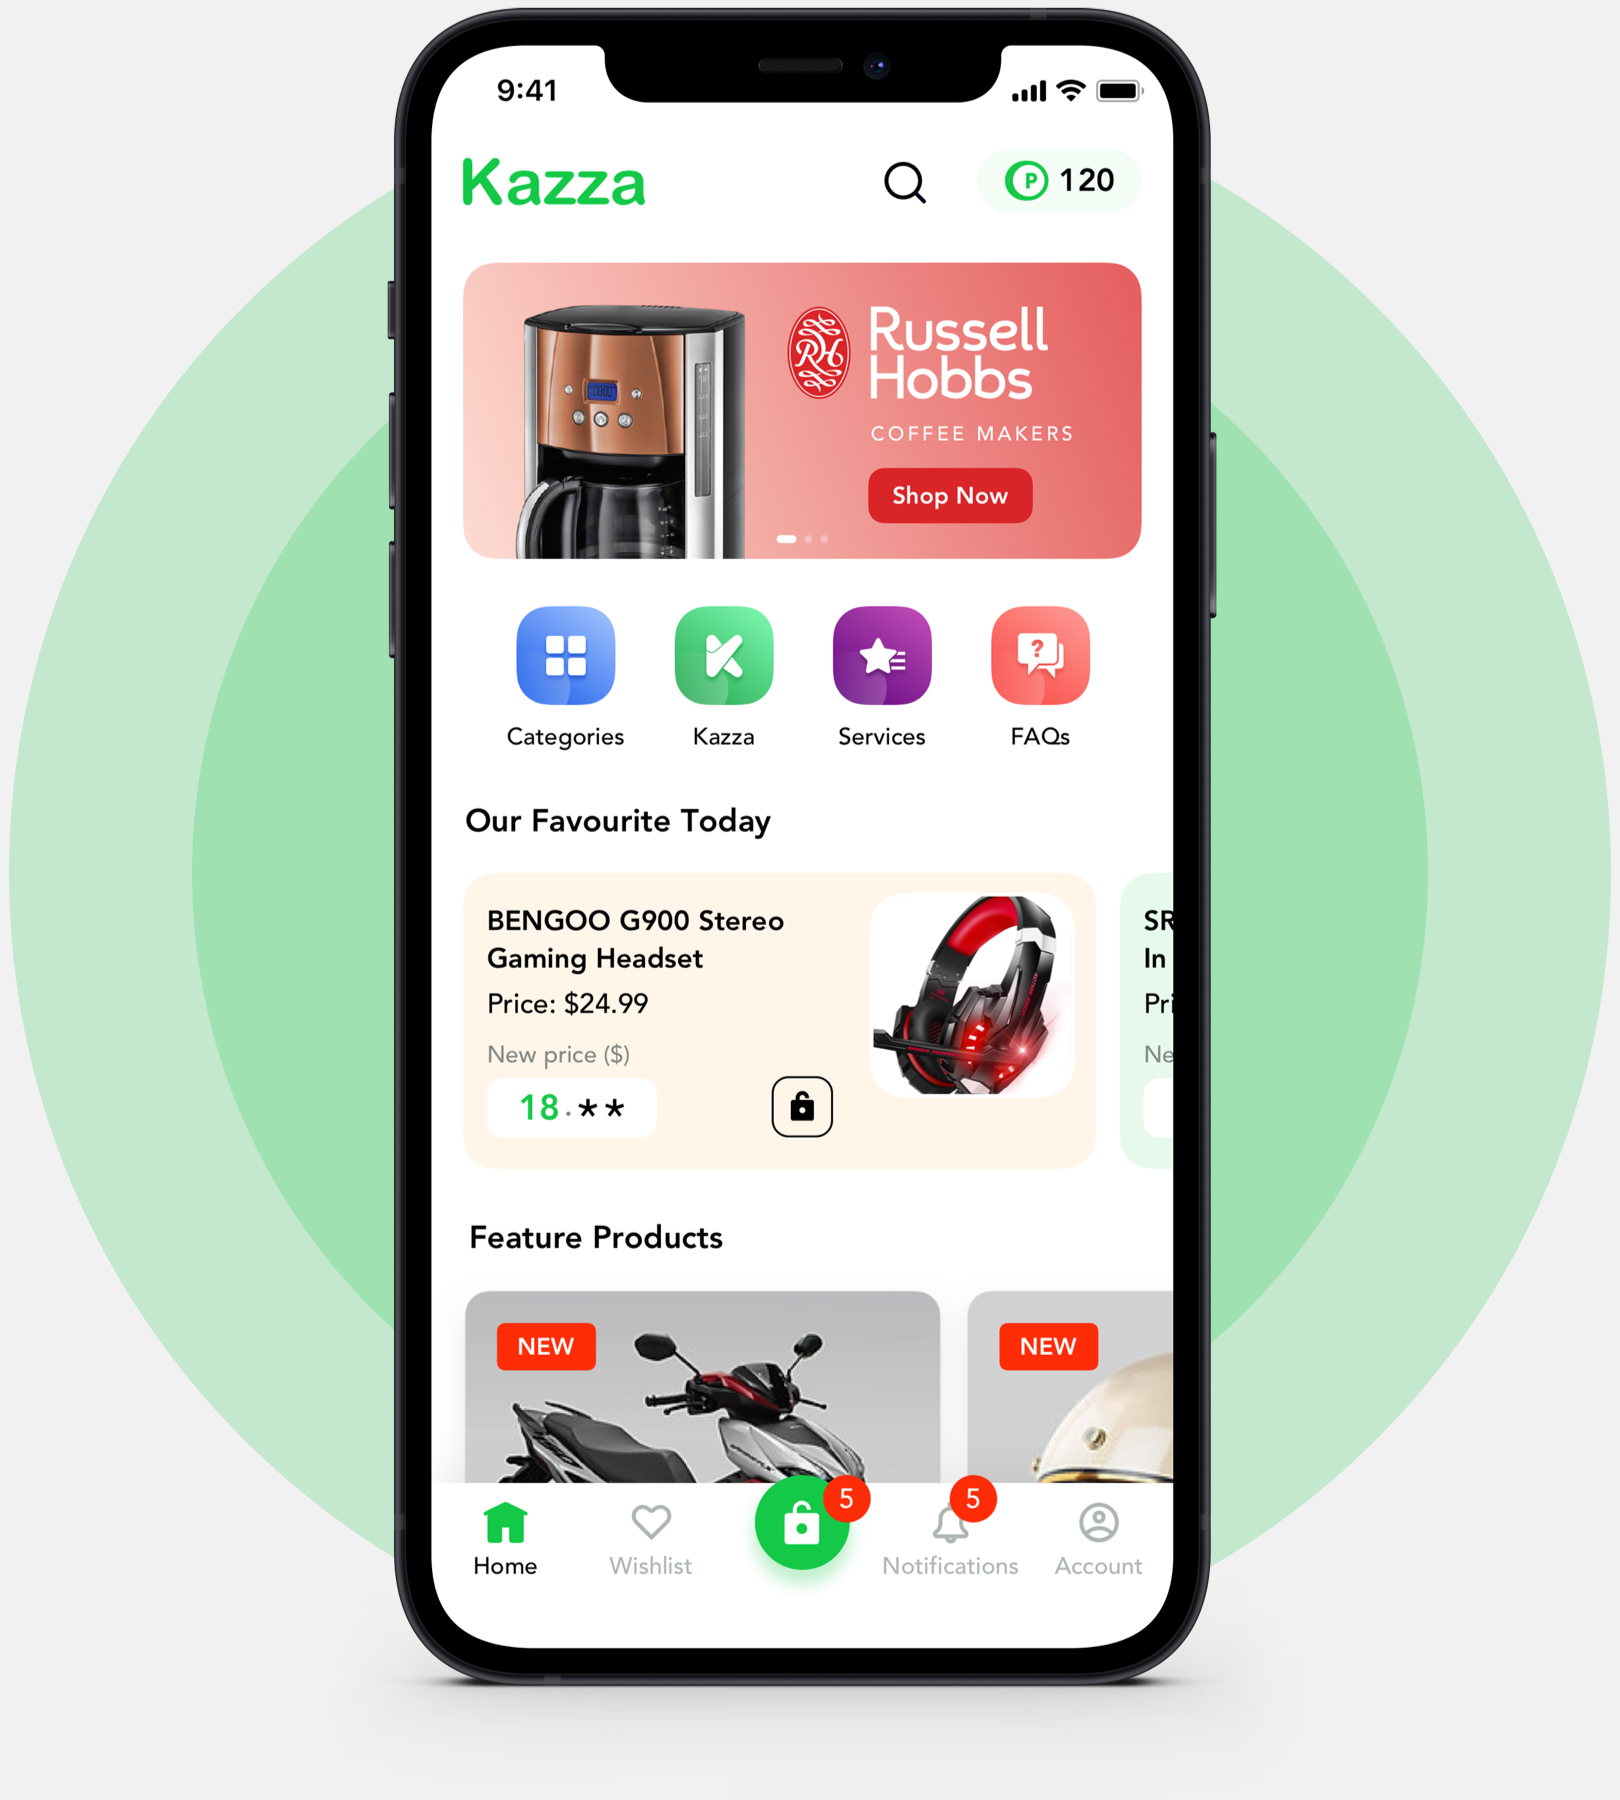 9:41
Kazza
P 120
RH
Russell
Hobbs
COFFEE MAKERS
Shop Now
Categories
Kazza
Services
FAQs
Our Favourite Today
BENGOO G900 Stereo
Gaming Headset
Price: $24.99
New price ($)
18.**
SR
In
Pri
Ne
Feature Products
NEW
NEW
5
5
Home
Wishlist
Notifications
Account